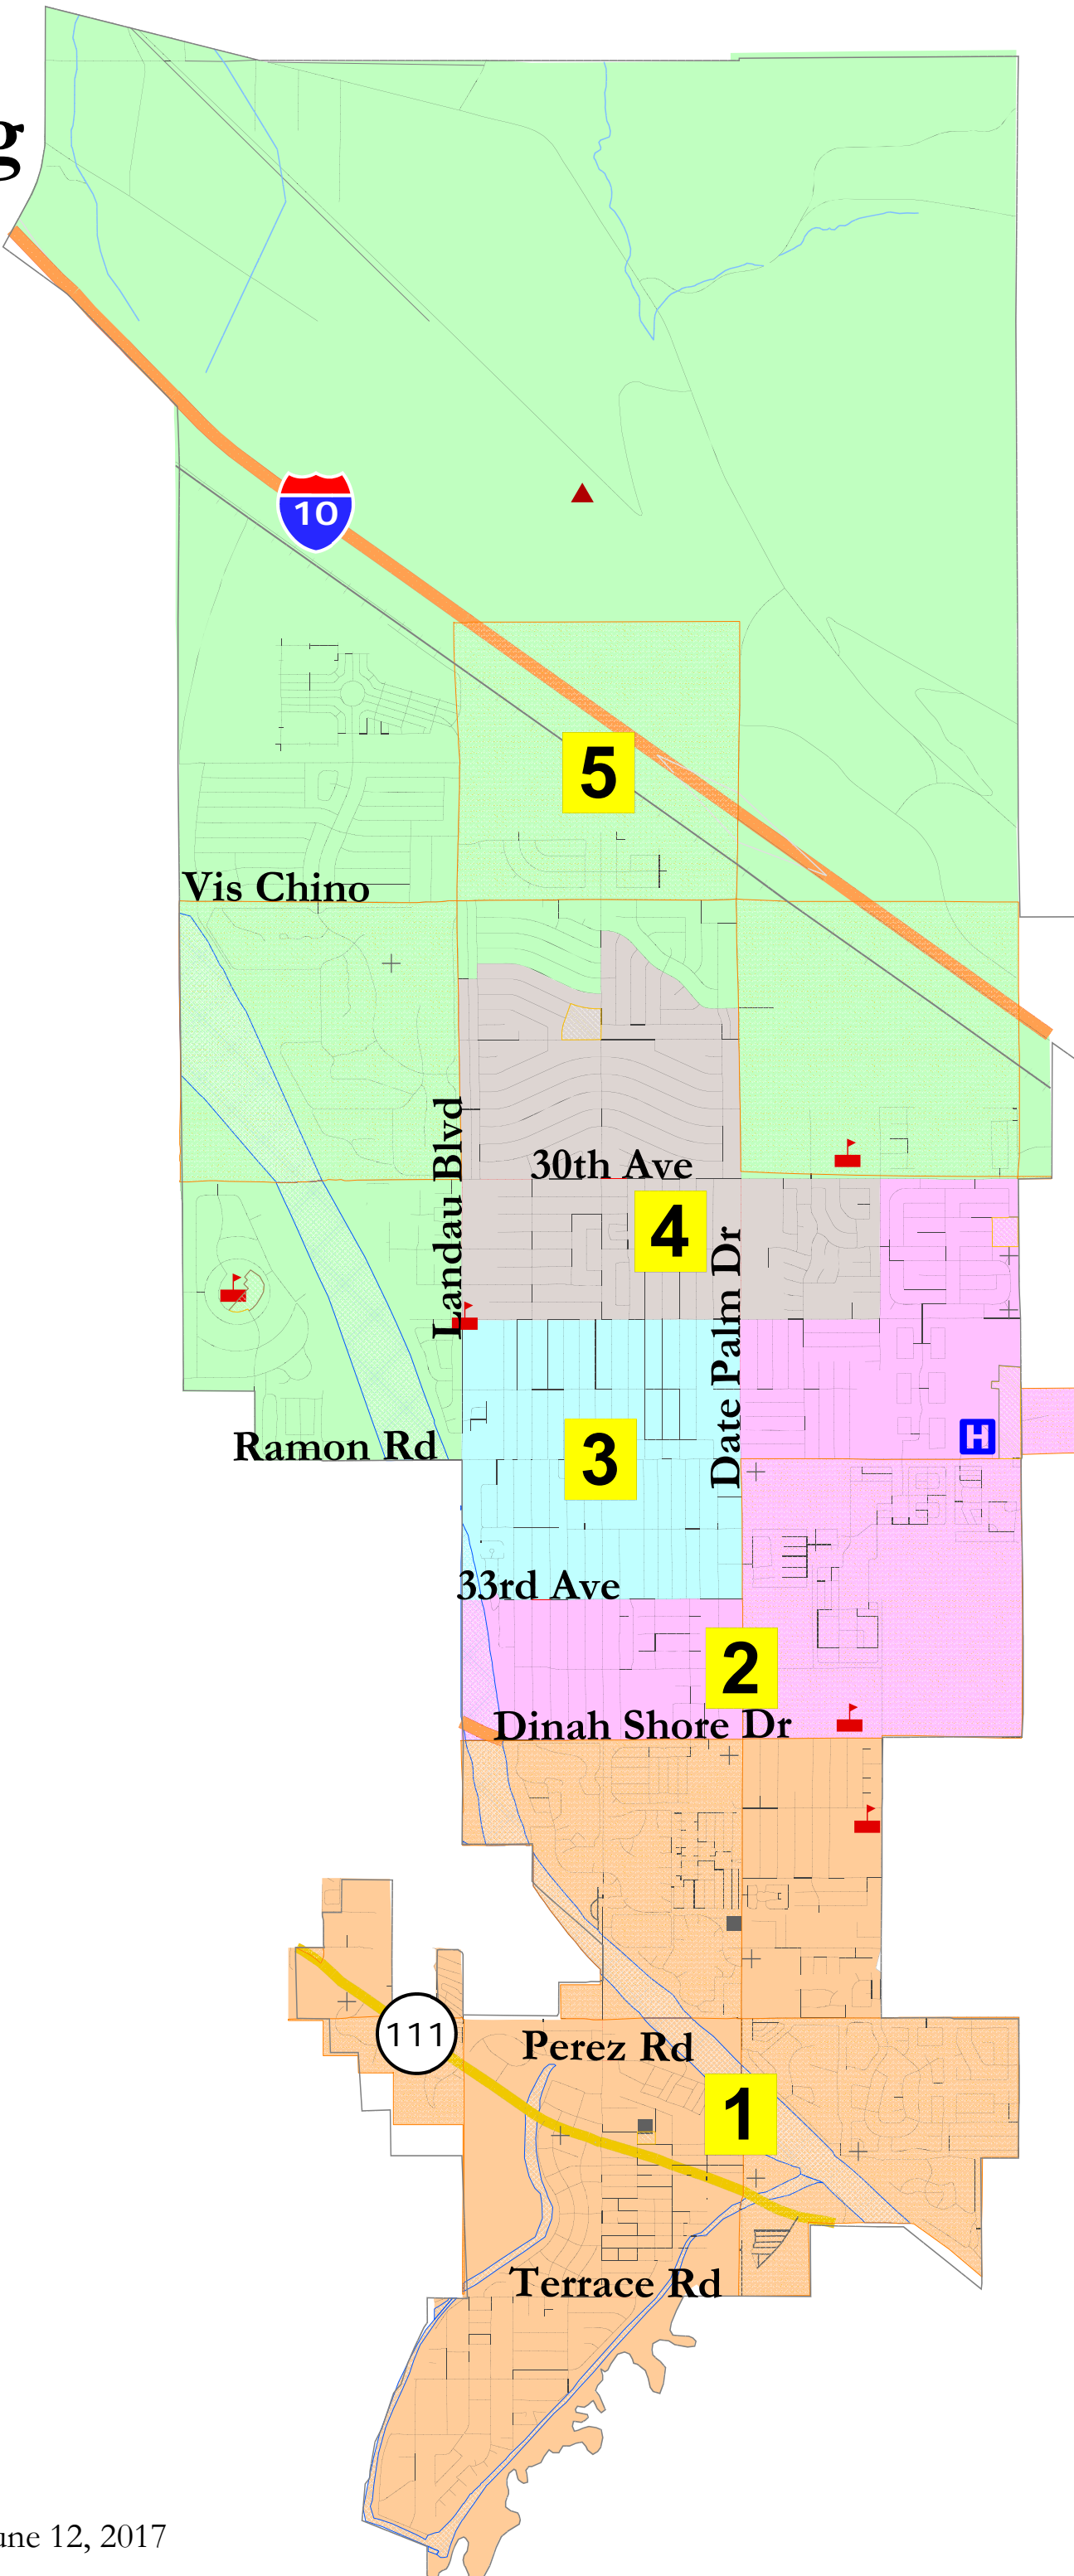 g
10
5
Vis Chino
Landau Blvd
30th Ave
4
Date Palm Dr
Ramon Rd
3
H
33rd Ave
2
Dinah Shore Dr
111
Perez Rd
1
Terrace Rd
une 12, 2017